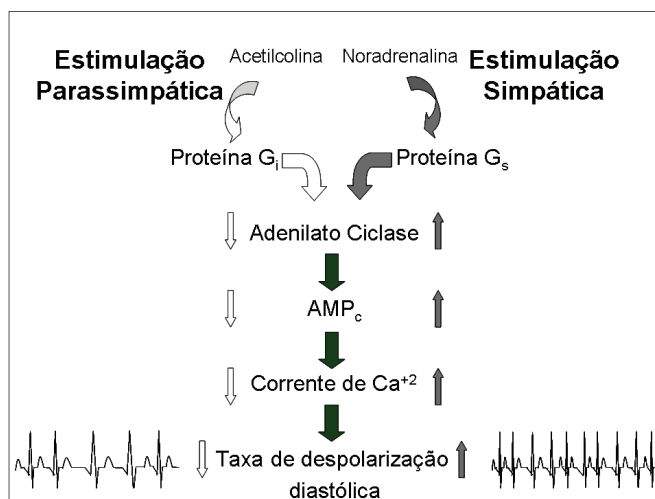 Estimulação
Parassimpática
Acetilcolina
Noradrenalina
Estimulação
Simpática
Proteína Gi
Proteína Gs
Adenilato Ciclase
AMPc
Corrente de Ca+2
Taxa de despolarização
diastólica